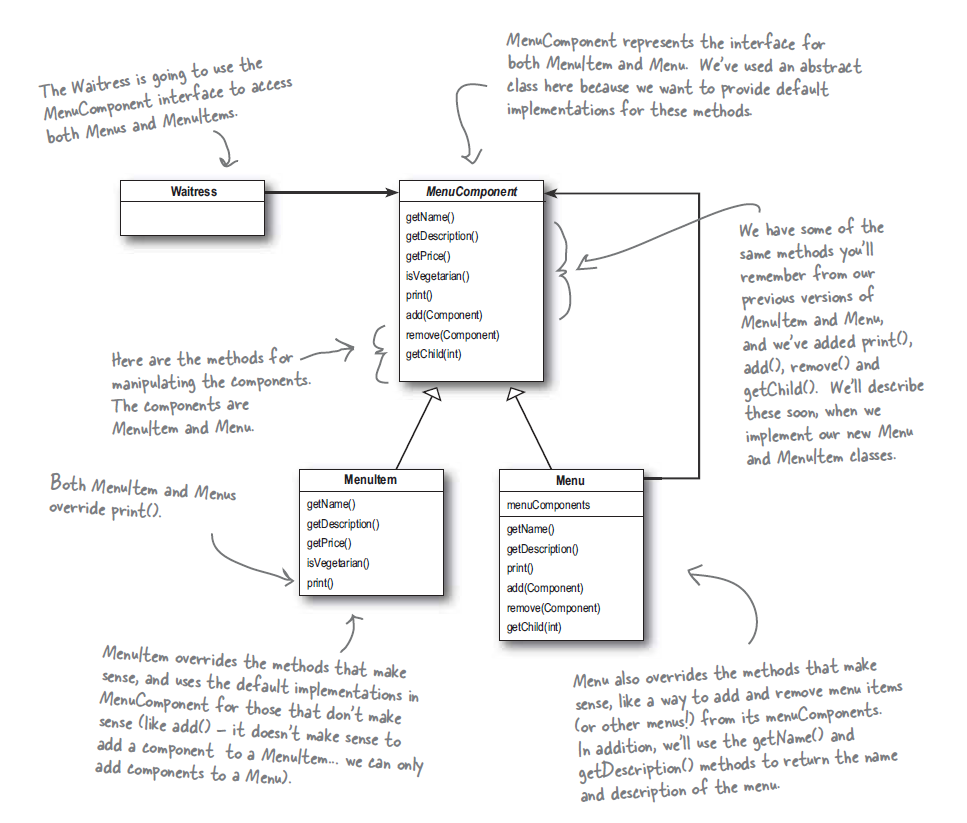 MenuComponent represents the interface for
both MenuItem and Menu. We've used an abstract
class here because we want to provide default
implementations for these methods.
The Waitress is going to use the
MenuComponent interface to access
both Menus and MenuItems.
Waitress
MenuComponent
getName()
getDescription()
getPrice()
isVegetarian()
print()
add(Component)
remove(Component)
getChild(int)
We have some of the
same methods you'll
remember from our
previous versions of
MenuItem and Menu,
and we've added print(),
add(), remove() and
getChild(). We'll describe
these soon, when we
implement our new Menu
and MenuItem classes.
Here are the methods for
manipulating the components.
The components are
MenuItem and Menu.
Both MenuItem and Menus
override print().
MenuItem
getName()
getDescription()
getPrice()
isVegetarian()
print()
Menu
menuComponents
getName()
getDescription()
print()
add(Component)
remove(Component)
getChild(int)
MenuItem overrides the methods that make
sense, and uses the default implementations in
MenuComponent for those that don't make
sense (like add() – it doesn't make sense to
add a component to a MenuItem... we can only
add components to a Menu).
Menu also overrides the methods that make
sense, like a way to add and remove menu items
(or other menus!) from its menuComponents.
In addition, we'll use the getName() and
getDescription() methods to return the name
and description of the menu.